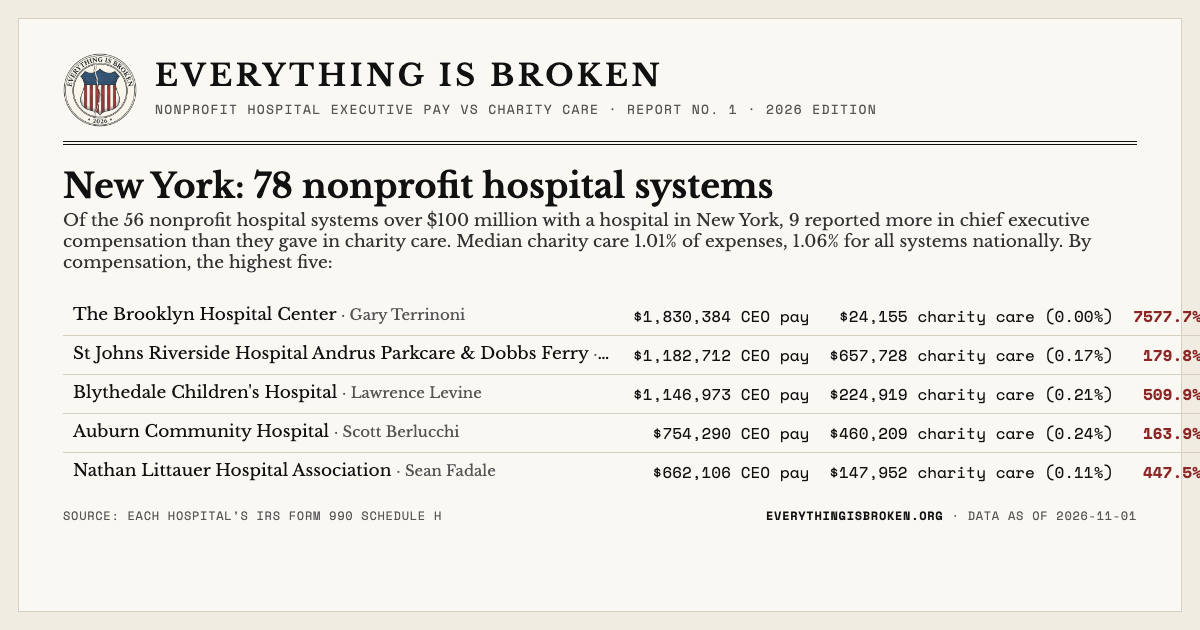 EVERYTHING IS BROKEN
2026
EVERYTHING IS BROKEN
NONPROFIT HOSPITAL EXECUTIVE PAY VS CHARITY CARE · REPORT NO. 1 · 2026 EDITION
New York: 78 nonprofit hospital systems
Of the 56 nonprofit hospital systems over $100 million with a hospital in New York, 9 reported more in chief executive
compensation than they gave in charity care. Median charity care 1.01% of expenses, 1.06% for all systems nationally. By
compensation, the highest five:
The Brooklyn Hospital Center · Gary Terrinoni $1,830,384 CEO pay $24,155 charity care (0.00%) 7577.7%
St Johns Riverside Hospital Andrus Parkcare & Dobbs Ferry ·… $1,182,712 CEO pay $657,728 charity care (0.17%) 179.8%
Blythedale Children's Hospital · Lawrence Levine $1,146,973 CEO pay $224,919 charity care (0.21%) 509.9%
Auburn Community Hospital · Scott Berlucchi $754,290 CEO pay $460,209 charity care (0.24%) 163.9%
Nathan Littauer Hospital Association · Sean Fadale $662,106 CEO pay $147,952 charity care (0.11%) 447.5%
SOURCE: EACH HOSPITAL’S IRS FORM 990 SCHEDULE H EVERYTHINGISBROKEN.ORG · DATA AS OF 2026-11-01